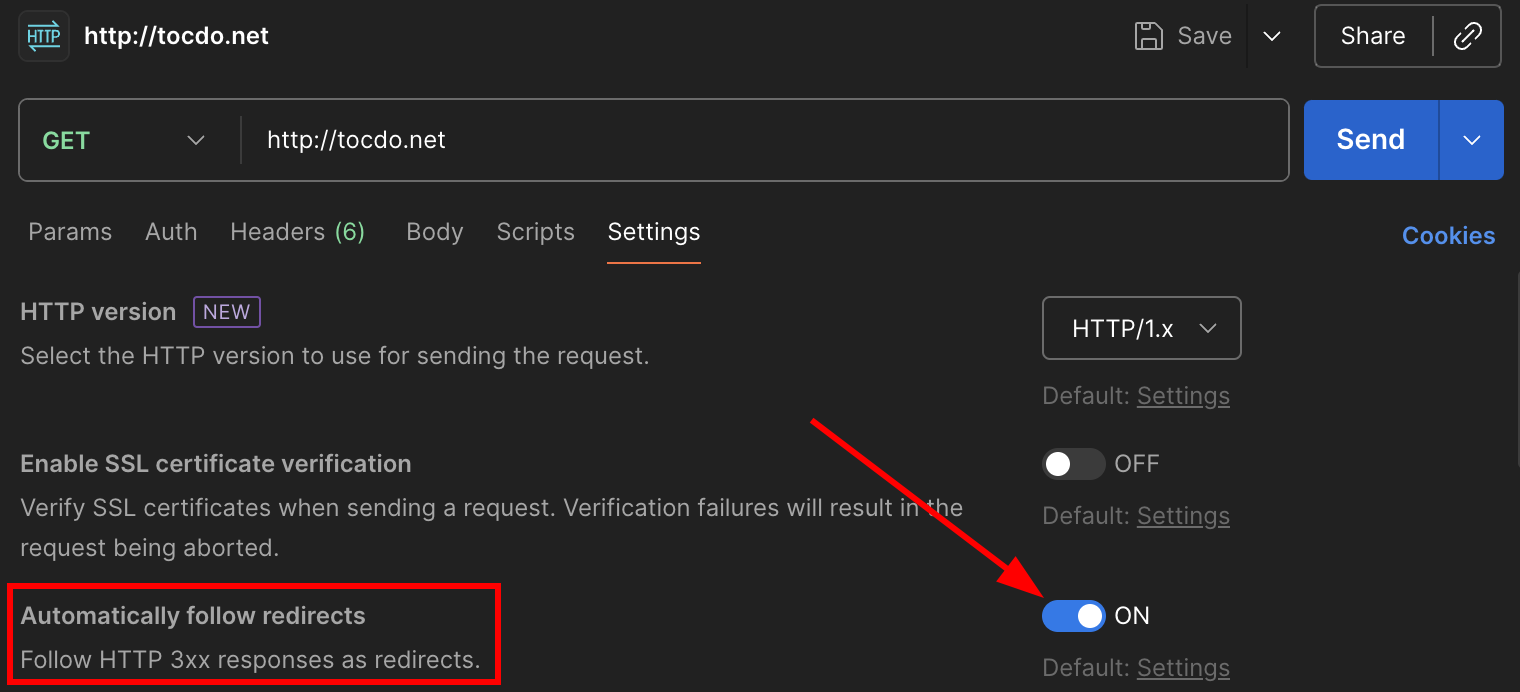 HTTP http://tocdo.net Save Share
GET http://tocdo.net Send
Params Auth Headers (6) Body Scripts Settings Cookies
HTTP version NEW HTTP/1.x
Select the HTTP version to use for sending the request.
Default: Settings
Enable SSL certificate verification OFF
Verify SSL certificates when sending a request. Verification failures will result in the
Default: Settings
request being aborted.
Automatically follow redirects ON
Follow HTTP 3xx responses as redirects.
Default: Settings